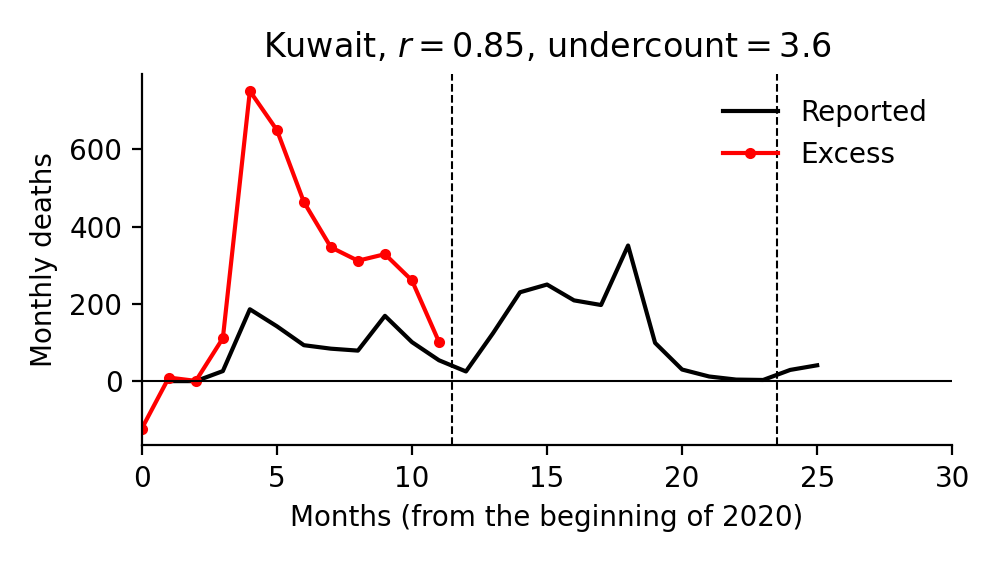 Kuwait, r = 0.85, undercount = 3.6
Reported
Excess
Monthly deaths
600
400
200
0
0 5 10 15 20 25 30
Months (from the beginning of 2020)